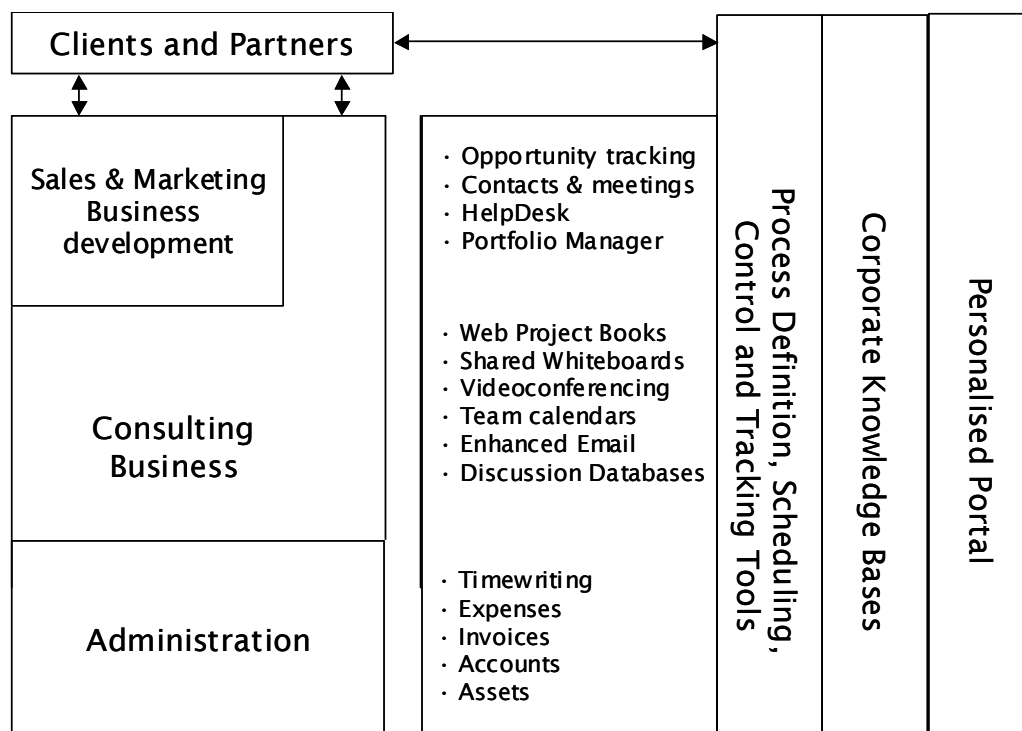 Clients and Partners
Sales & Marketing
Business
development
Consulting
Business
Administration
· Opportunity tracking
· Contacts & meetings
· HelpDesk
· Portfolio Manager
· Web Project Books
· Shared Whiteboards
· Videoconferencing
· Team calendars
· Enhanced Email
· Discussion Databases
· Timewriting
· Expenses
· Invoices
· Accounts
· Assets
Process Definition, Scheduling,
Control and Tracking Tools
Corporate Knowledge Bases
Personalised Portal